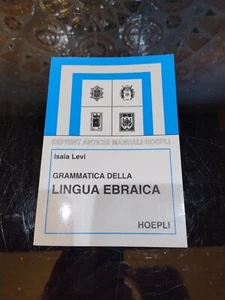 REPRINT ANTICHI MANUALI HOEPLI
Isaia Levi
GRAMMATICA DELLA
LINGUA EBRAICA
HOEPLI